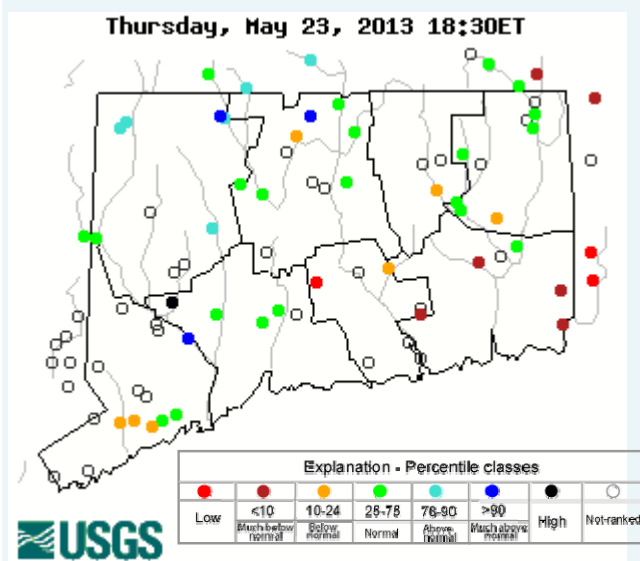 Thursday, May 23, 2013 18:30ET
Explanation - Percentile classes
Low
<10
Much below normal
10-24
Below normal
25-75
Normal
76-90
Above normal
>90
Much above normal
High
Not-ranked
USGS